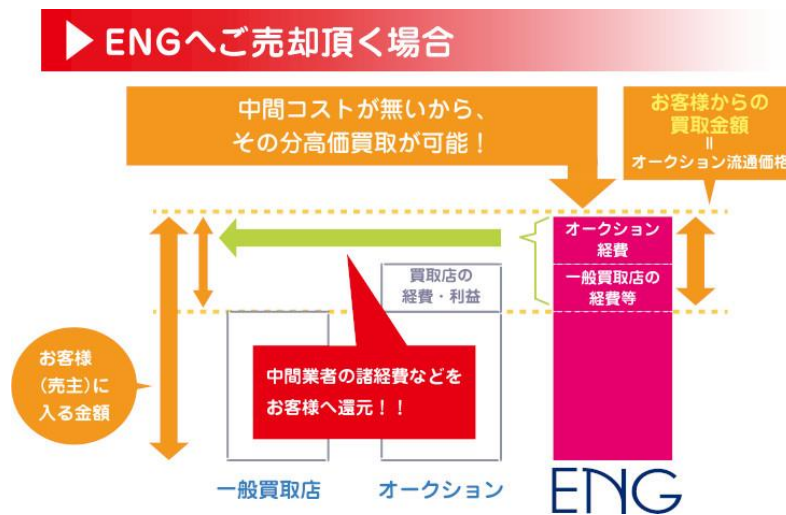 ENGへご売却頂く場合
中間コストが無いから、
その分高価買取が可能！
お客様からの
買取金額
＝
オークション流通価格
オークション
経費
買取店の
経費・利益
一般買取店の
経費等
お客様
(売主)に
入る金額
中間業者の諸経費などを
お客様へ還元！！
一般買取店
オークション
ENG